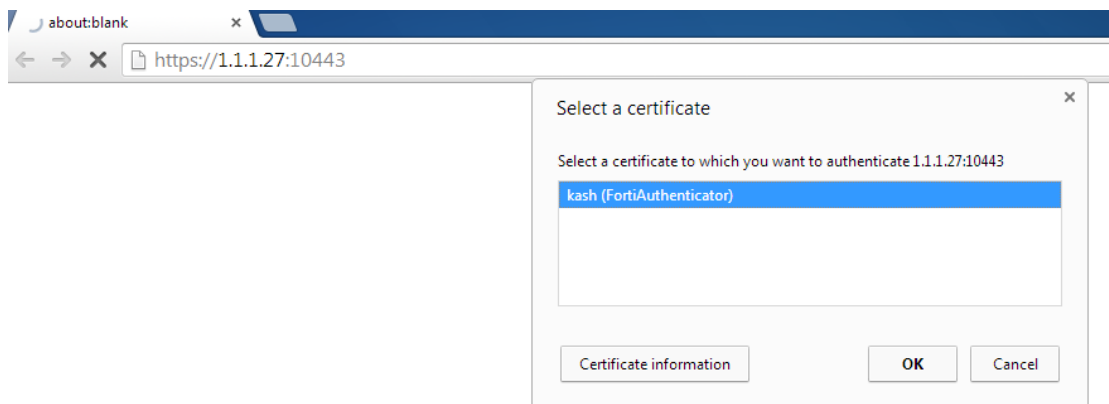 about:blank
https://1.1.1.27:10443
Select a certificate
Select a certificate to which you want to authenticate 1.1.1.27:10443
kash (FortiAuthenticator)
Certificate information OK Cancel